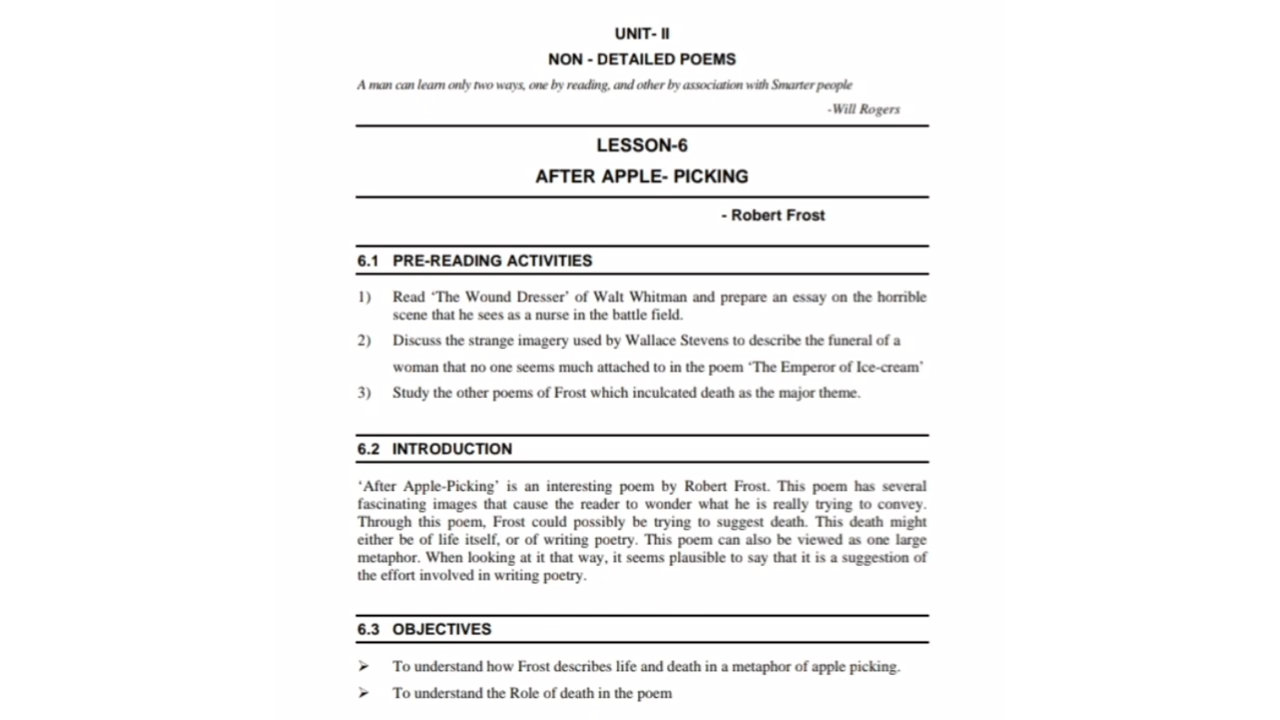 UNIT- II
NON - DETAILED POEMS
A man can learn only two ways, one by reading, and other by association with Smarter people
-Will Rogers
LESSON-6
AFTER APPLE- PICKING
- Robert Frost
6.1 PRE-READING ACTIVITIES
1) Read ‘The Wound Dresser’ of Walt Whitman and prepare an essay on the horrible
scene that he sees as a nurse in the battle field.
2) Discuss the strange imagery used by Wallace Stevens to describe the funeral of a
woman that no one seems much attached to in the poem ‘The Emperor of Ice-cream’
3) Study the other poems of Frost which inculcated death as the major theme.
6.2 INTRODUCTION
‘After Apple-Picking’ is an interesting poem by Robert Frost. This poem has several
fascinating images that cause the reader to wonder what he is really trying to convey.
Through this poem, Frost could possibly be trying to suggest death. This death might
either be of life itself, or of writing poetry. This poem can also be viewed as one large
metaphor. When looking at it that way, it seems plausible to say that it is a suggestion of
the effort involved in writing poetry.
6.3 OBJECTIVES
➢ To understand how Frost describes life and death in a metaphor of apple picking.
➢ To understand the Role of death in the poem